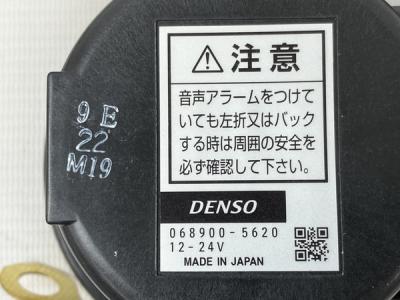 9 E
22
M19
⚠ 注意
音声アラームをつけて
いても左折又はバック
する時は周囲の安全を
必ず確認して下さい。
DENSO
068900-5620
12-24V
MADE IN JAPAN